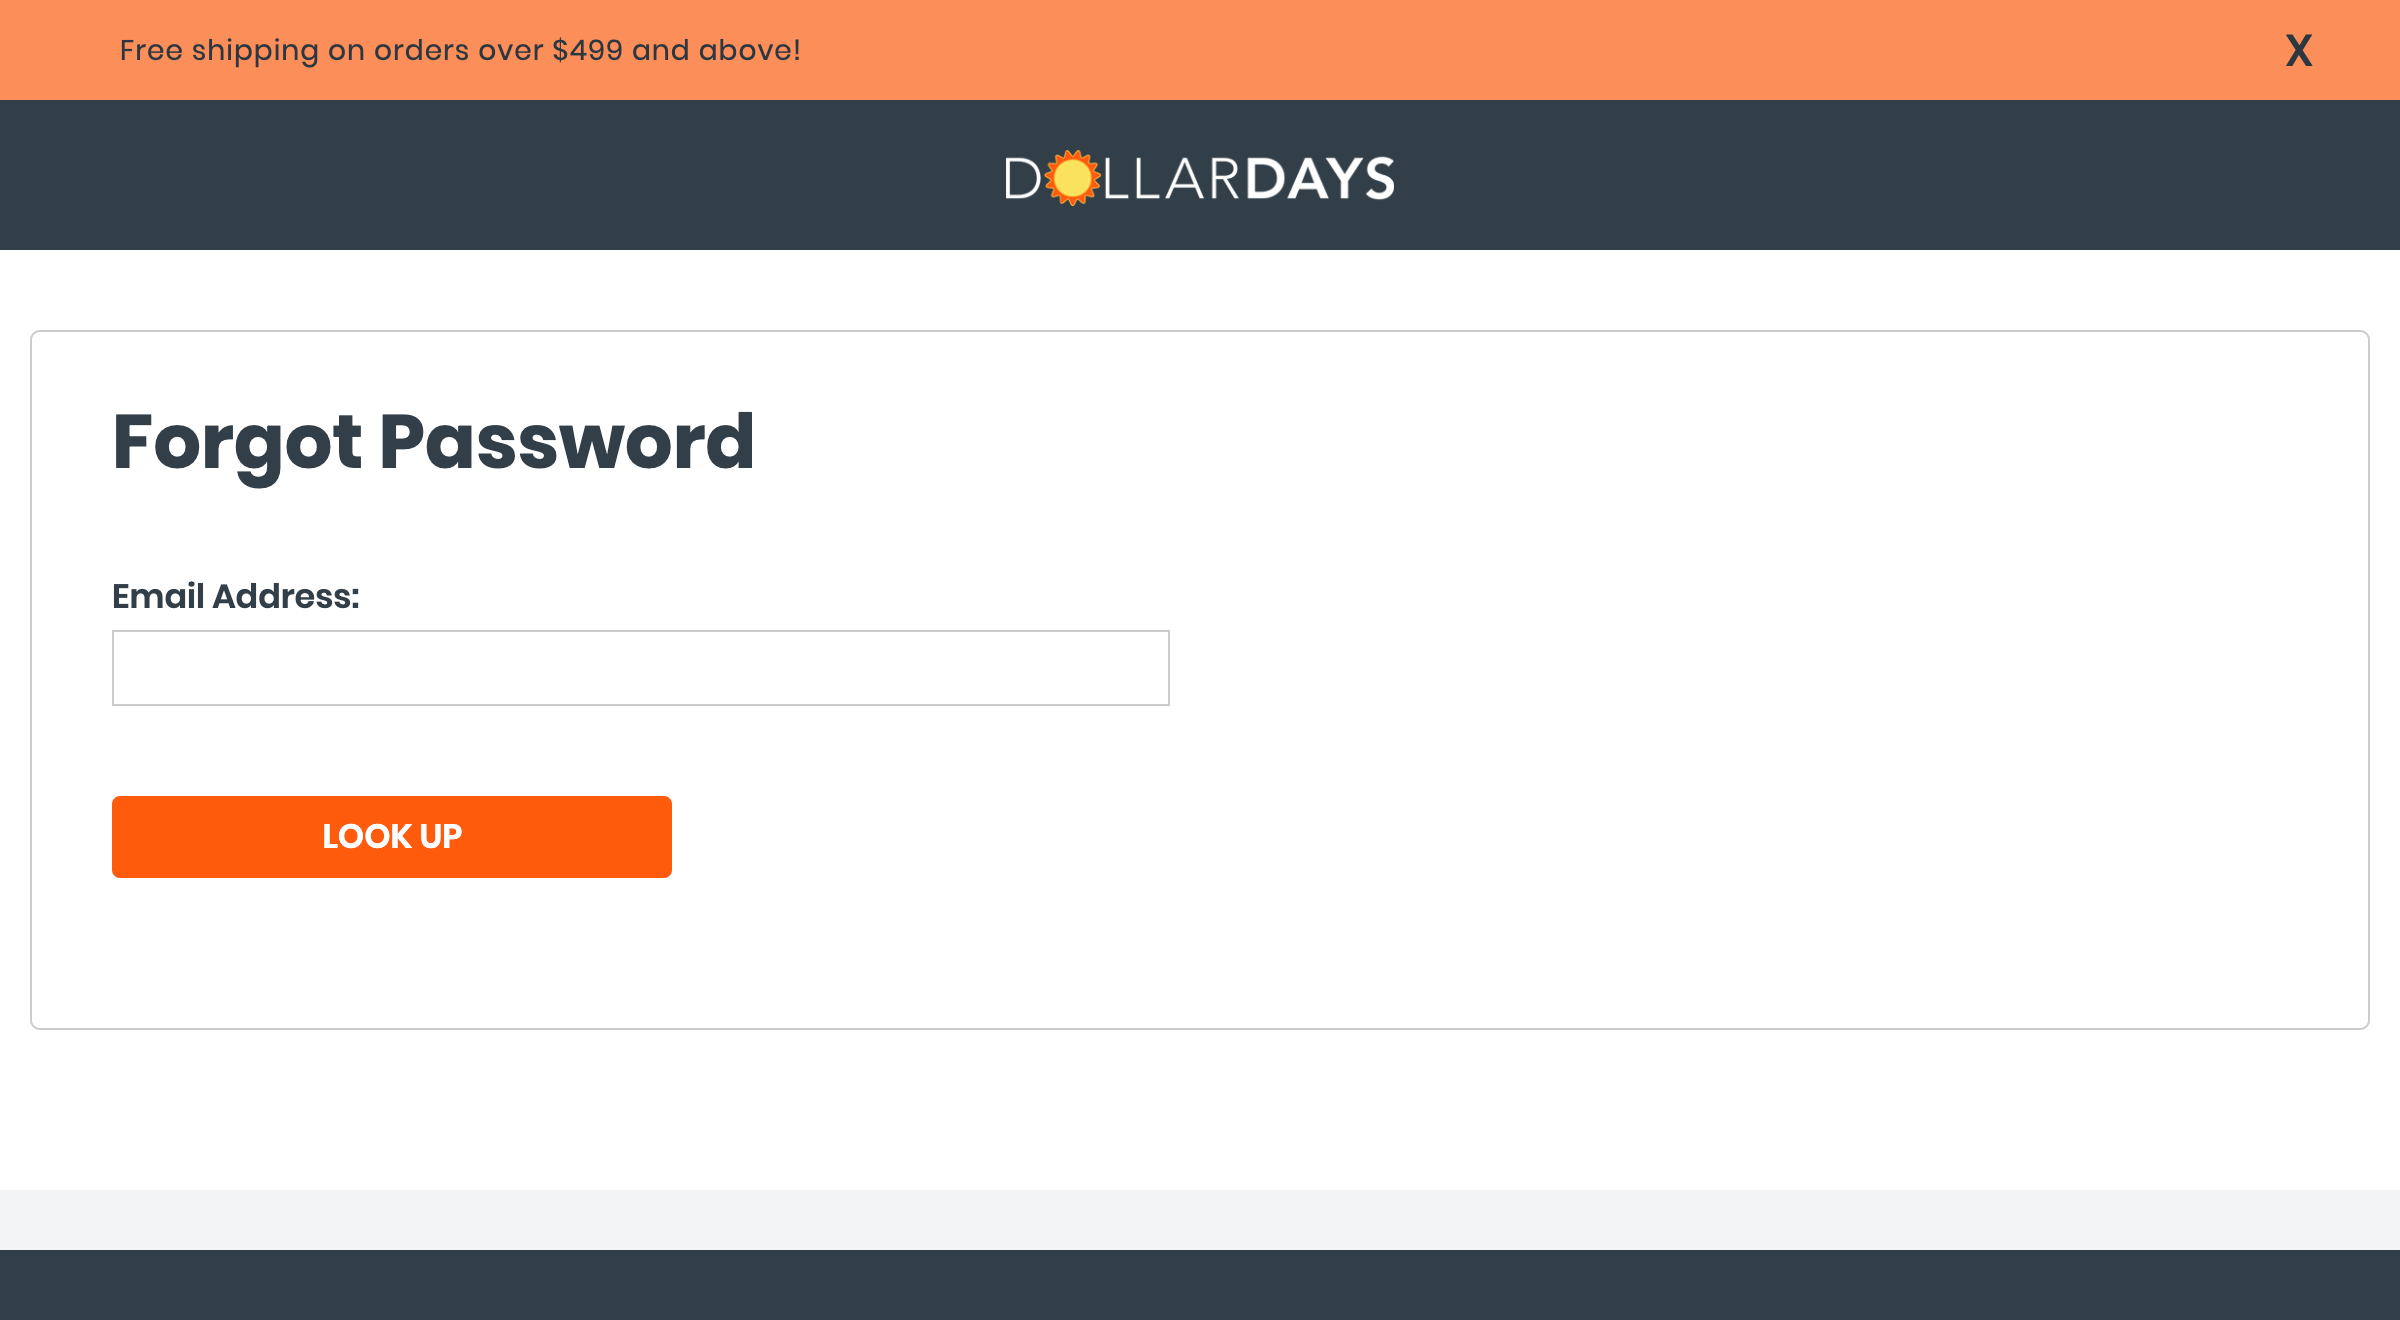 Free shipping on orders over $499 and above!
X
DOLLARDAYS
Forgot Password
Email Address:
LOOK UP